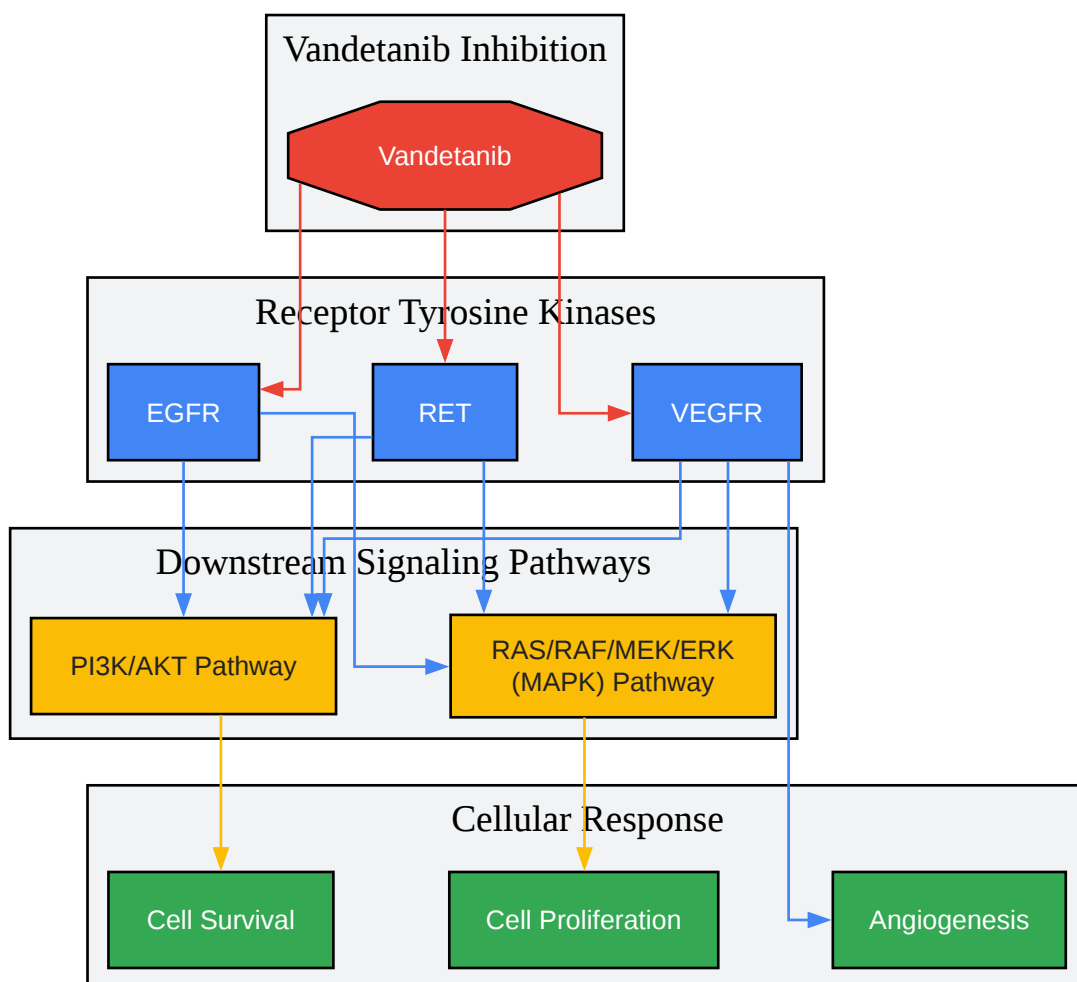 Vandetanib Inhibition
Vandetanib
Receptor Tyrosine Kinases
EGFR
RET
VEGFR
Downstream Signaling Pathways
PI3K/AKT Pathway
RAS/RAF/MEK/ERK
(MAPK) Pathway
Cellular Response
Cell Survival
Cell Proliferation
Angiogenesis